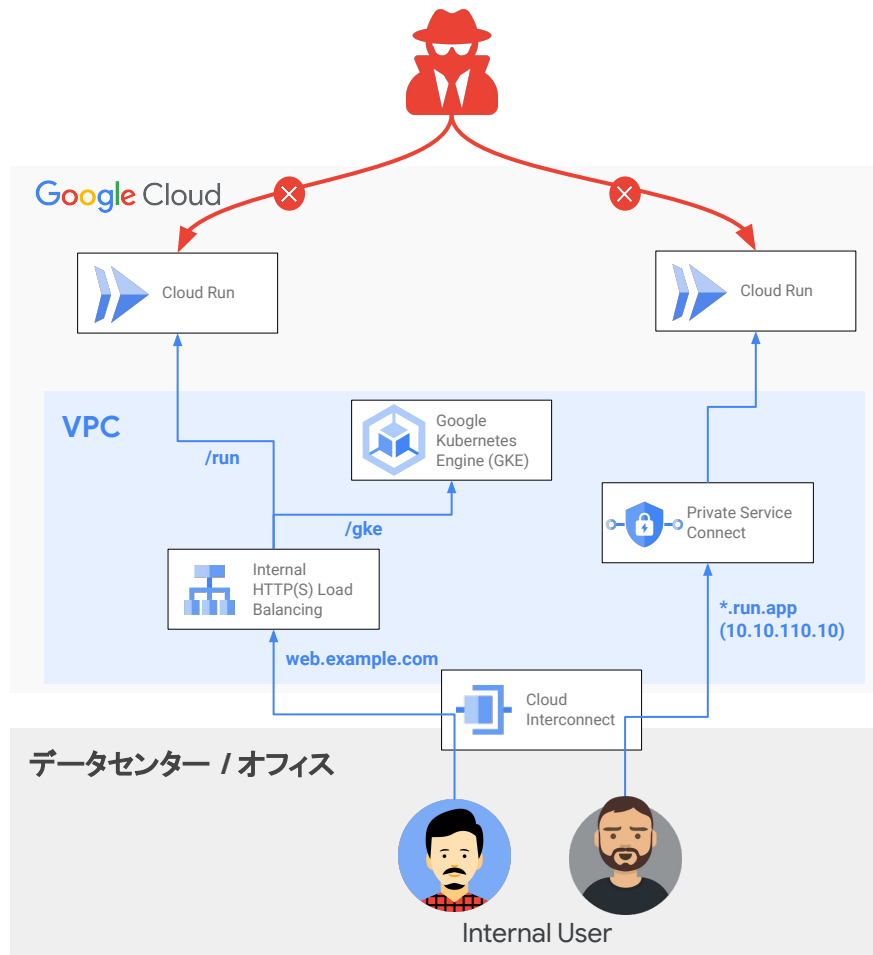 Google Cloud
Cloud Run
Cloud Run
VPC
Google
Kubernetes
Engine (GKE)
/run
/gke
Private Service
Connect
Internal
HTTP(S) Load
Balancing
*.run.app
(10.10.110.10)
web.example.com
Cloud
Interconnect
データセンター / オフィス
Internal User